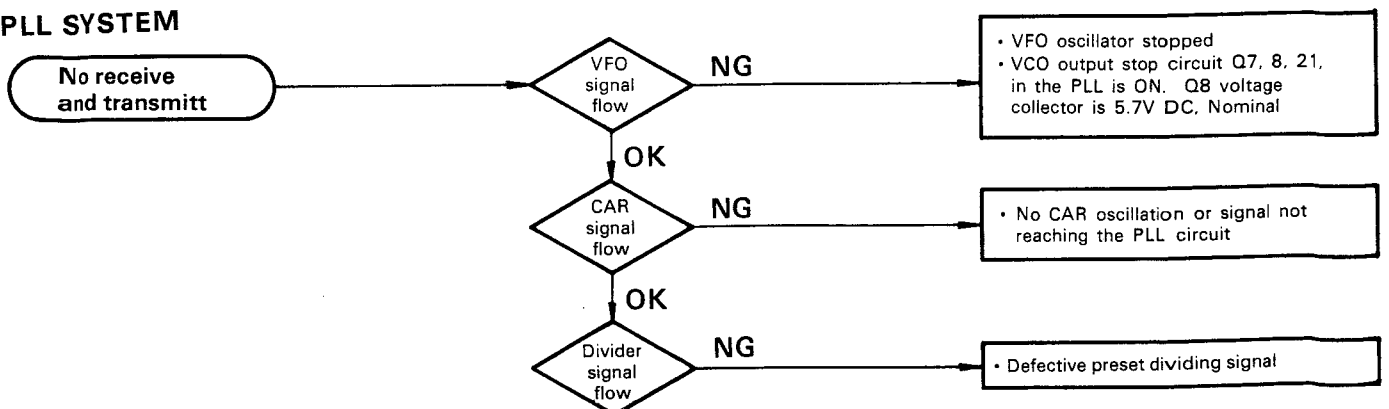 PLL SYSTEM
No receive
and transmitt
VFO
signal
flow
NG
• VFO oscillator stopped
• VCO output stop circuit Q7, 8, 21,
in the PLL is ON. Q8 voltage
collector is 5.7V DC, Nominal
OK
CAR
signal
flow
NG
• No CAR oscillation or signal not
reaching the PLL circuit
OK
Divider
signal
flow
NG
• Defective preset dividing signal